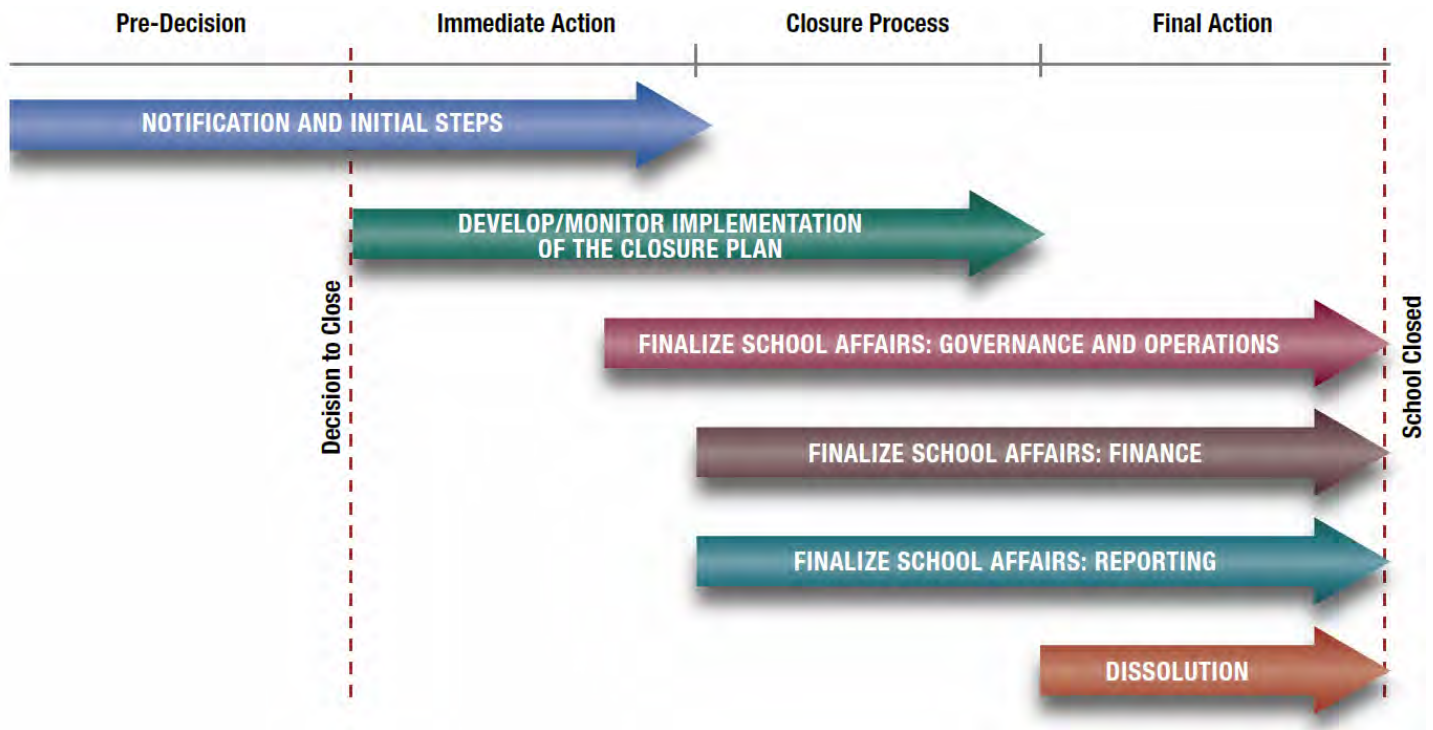 Pre-Decision
Immediate Action
Closure Process
Final Action
NOTIFICATION AND INITIAL STEPS
DEVELOP/MONITOR IMPLEMENTATION
OF THE CLOSURE PLAN
Decision to Close
FINALIZE SCHOOL AFFAIRS: GOVERNANCE AND OPERATIONS
School Closed
FINALIZE SCHOOL AFFAIRS: FINANCE
FINALIZE SCHOOL AFFAIRS: REPORTING
DISSOLUTION